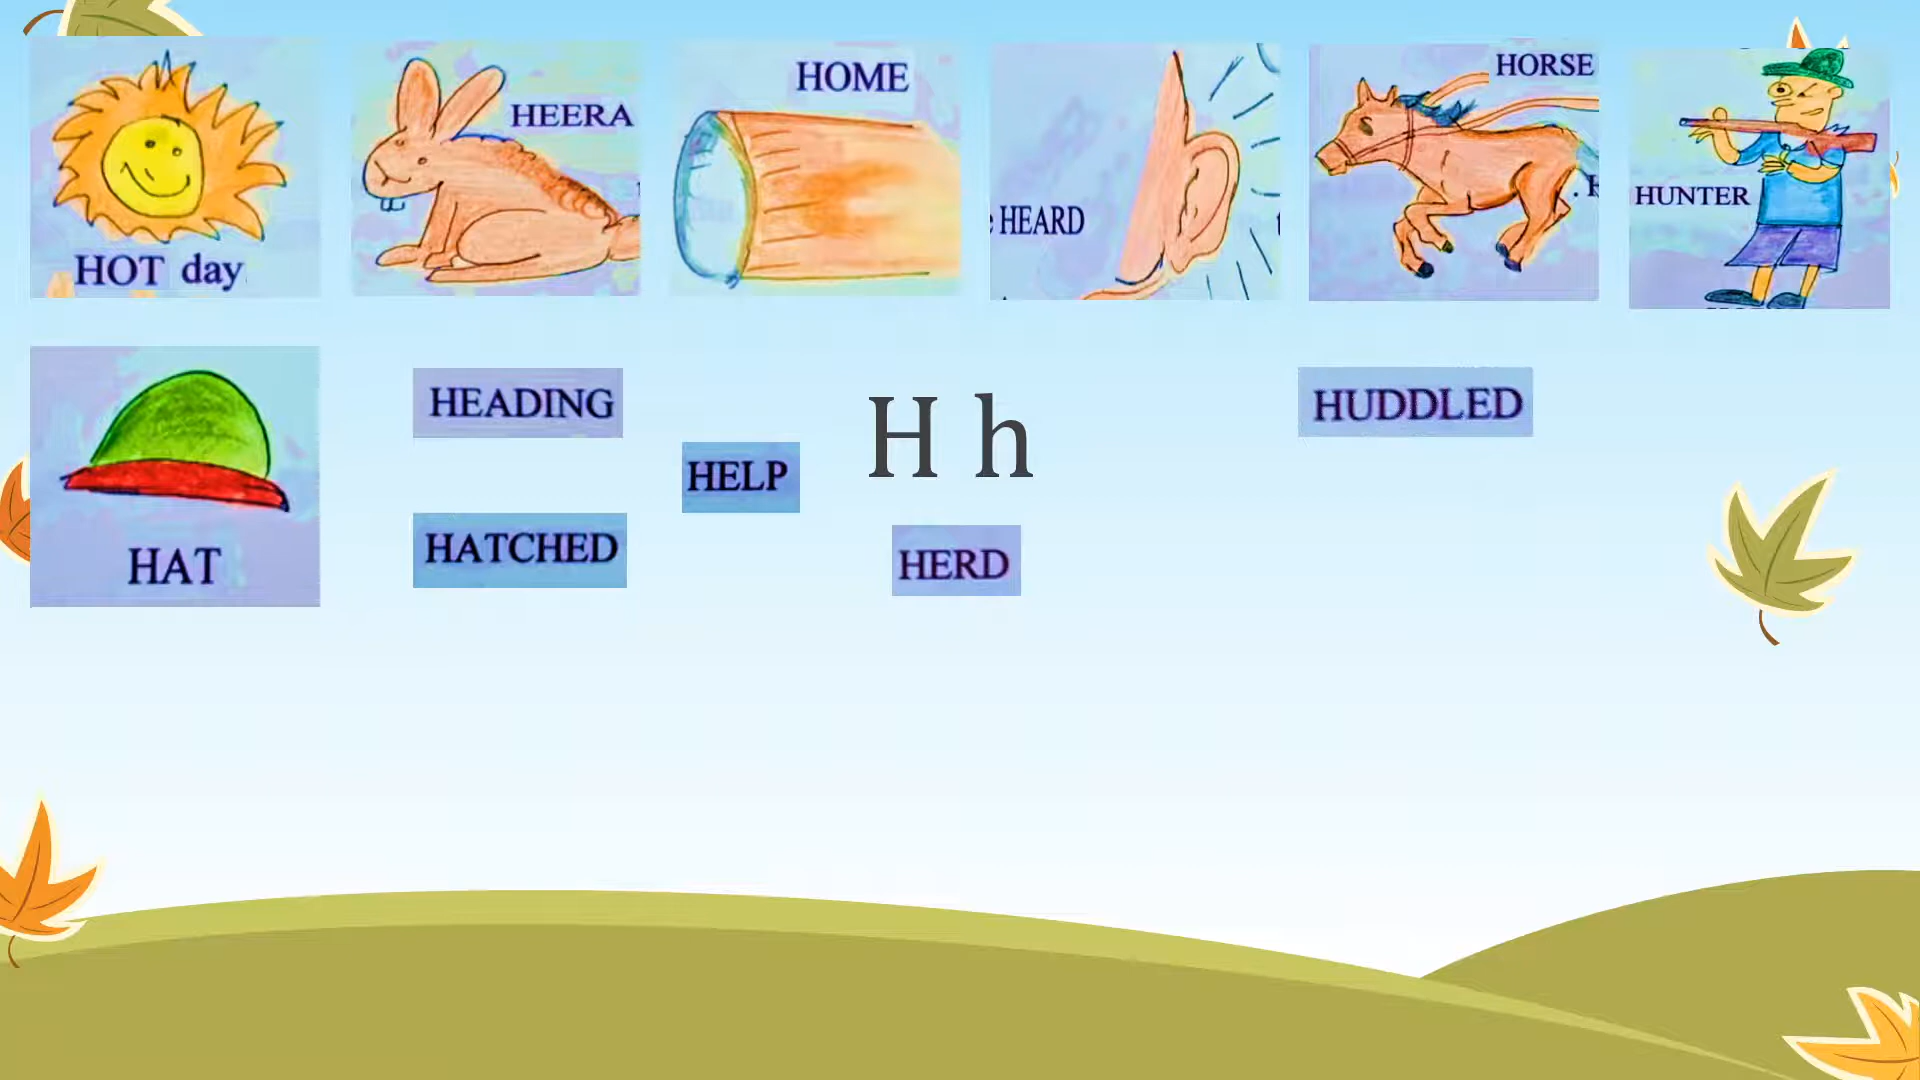 HOT day
HEERA
HOME
HEARD
HORSE
HUNTER
HAT
HEADING
HELP
H h
HUDDLED
HATCHED
HERD